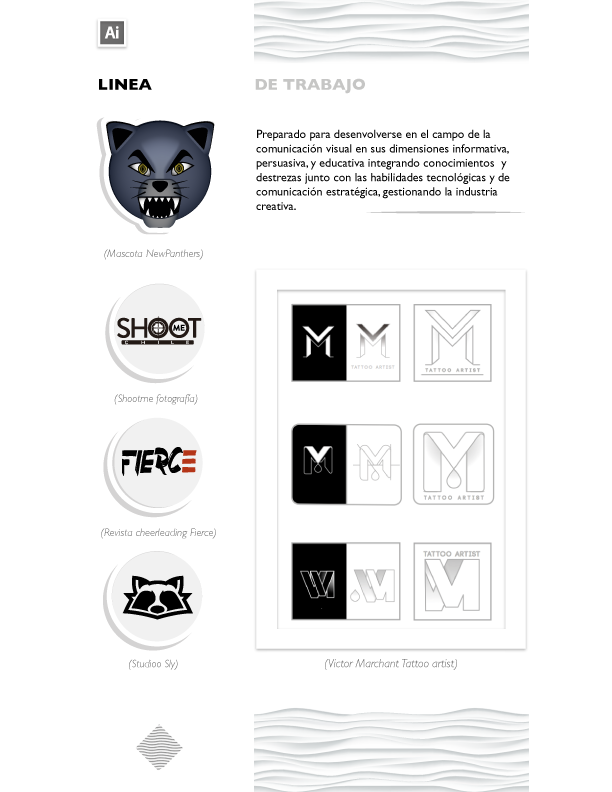 Ai
LINEA
DE TRABAJO
Preparado para desenvolverse en el campo de la
comunicación visual en sus dimensiones informativa,
persuasiva, y educativa integrando conocimientos y
destrezas junto con las habilidades tecnológicas y de
comunicación estratégica, gestionando la industria
creativa.
(Mascota NewPanthers)
SHOOT ME
CHILE
(Shootme fotografía)
FIERCE
(Revista cheerleading Fierce)
(Studioo Sly)
M
M
TATTOO ARTIST
M
TATTOO ARTIST
M
M
M
TATTOO ARTIST
TATTOO ARTIST
(Victor Marchant Tattoo artist)